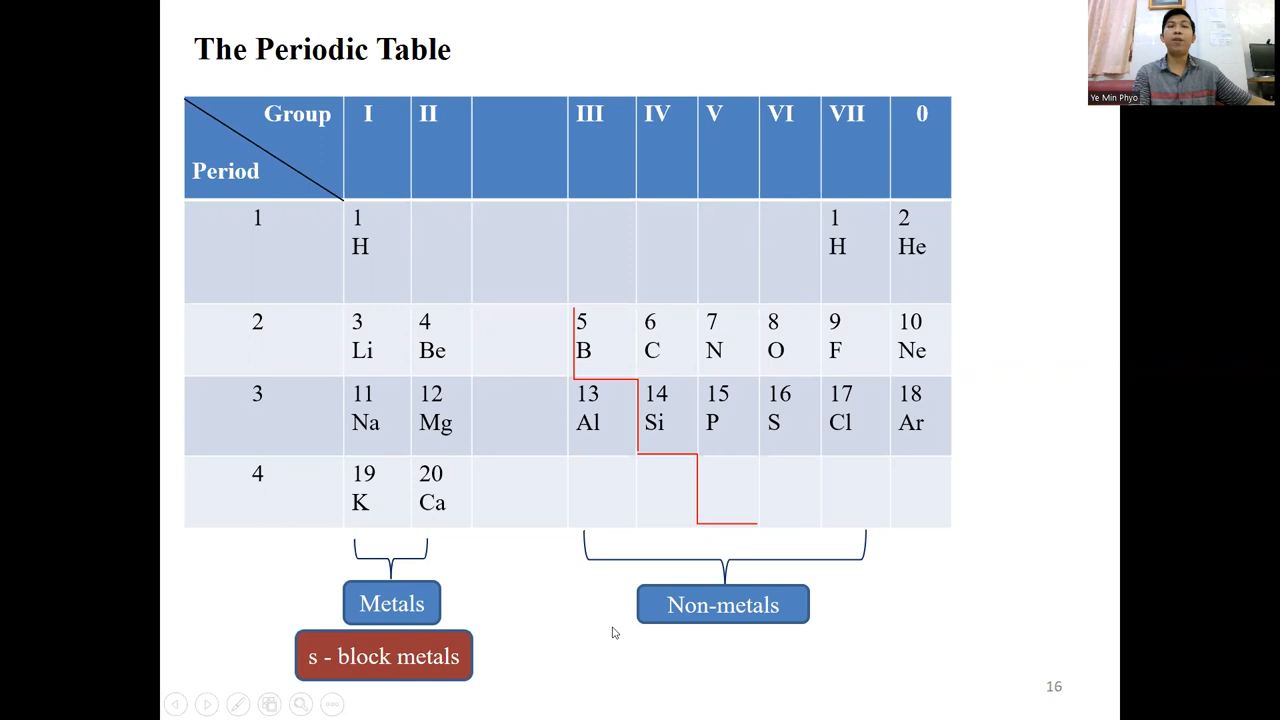 The Periodic Table
Ye Min Phyo
Group I II III IV V VI VII 0
Period
1 1 1 2
H H He
2 3 4 5 6 7 8 9 10
Li Be B C N O F Ne
3 11 12 13 14 15 16 17 18
Na Mg Al Si P S Cl Ar
4 19 20
K Ca
Metals Non-metals
s - block metals
16